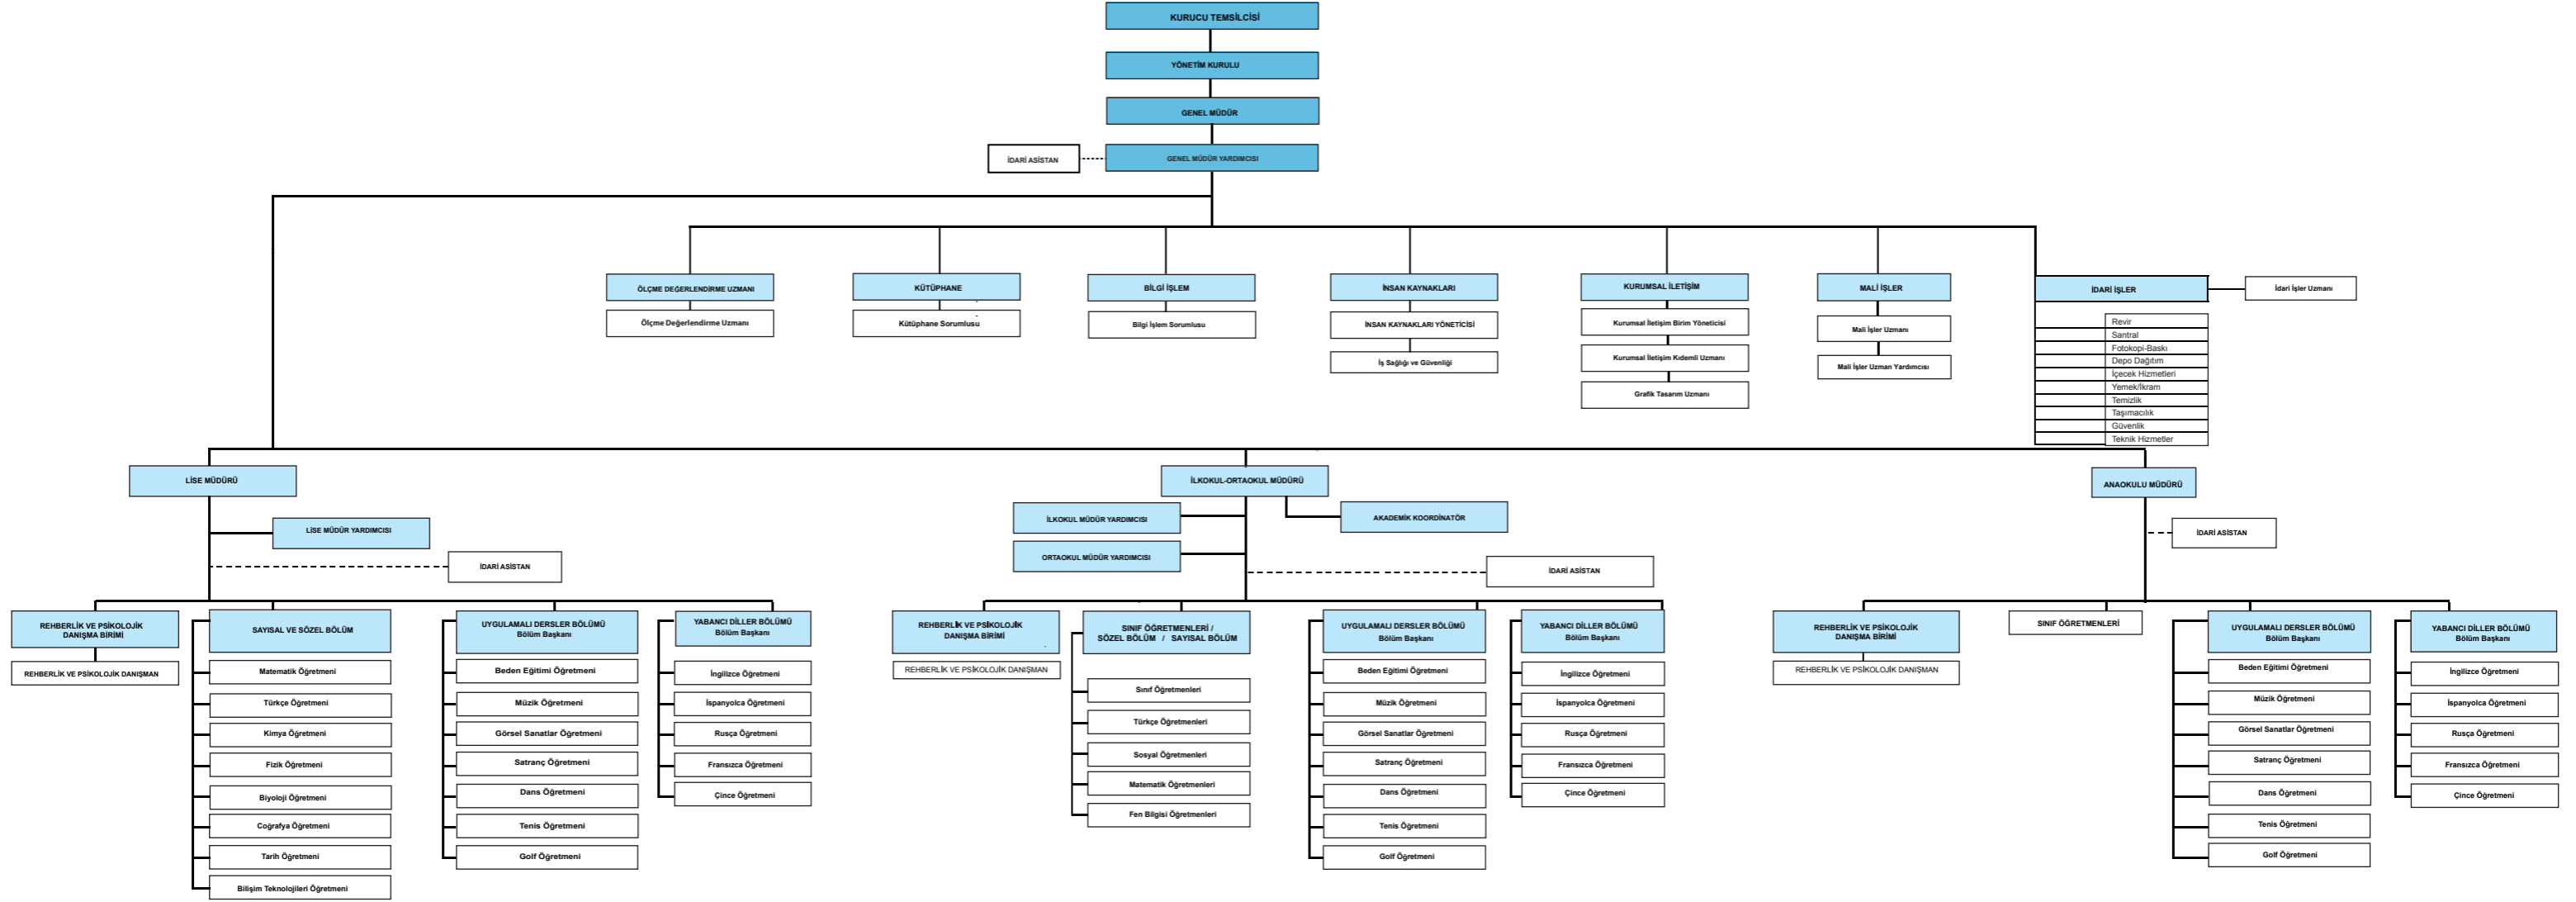 KURUCU TEMSİLCİSİ
YÖNETİM KURULU
GENEL MÜDÜR
İDARİ ASİSTAN
GENEL MÜDÜR YARDIMCISI
ÖLÇME DEĞERLENDİRME UZMANI
Ölçme Değerlendirme Uzmanı
KÜTÜPHANE
Kütüphane Sorumlusu
BİLGİ İŞLEM
Bilgi İşlem Sorumlusu
İNSAN KAYNAKLARI
İNSAN KAYNAKLARI YÖNETİCİSİ
İş Sağlığı ve Güvenliği
KURUMSAL İLETİŞİM
Kurumsal İletişim Birim Yöneticisi
Kurumsal İletişim Kıdemli Uzmanı
Grafik Tasarım Uzmanı
MALİ İŞLER
Mali İşler Uzmanı
Mali İşler Uzman Yardımcısı
İDARİ İŞLER
İdari İşler Uzmanı
Revir
Santral
Fotokopi-Baskı
Depo Dağıtım
İçecek Hizmetleri
Yemek/İkram
Temizlik
Taşımacılık
Güvenlik
Teknik Hizmetler
LİSE MÜDÜRÜ
LİSE MÜDÜR YARDIMCISI
İDARİ ASİSTAN
REHBERLİK VE PSİKOLOJİK
DANIŞMA BİRİMİ
REHBERLİK VE PSİKOLOJİK DANIŞMAN
SAYISAL VE SÖZEL BÖLÜM
Matematik Öğretmeni
Türkçe Öğretmeni
Kimya Öğretmeni
Fizik Öğretmeni
Biyoloji Öğretmeni
Coğrafya Öğretmeni
Tarih Öğretmeni
Bilişim Teknolojileri Öğretmeni
UYGULAMALI DERSLER BÖLÜMÜ
Bölüm Başkanı
Beden Eğitimi Öğretmeni
Müzik Öğretmeni
Görsel Sanatlar Öğretmeni
Satranç Öğretmeni
Dans Öğretmeni
Tenis Öğretmeni
Golf Öğretmeni
YABANCI DİLLER BÖLÜMÜ
Bölüm Başkanı
İngilizce Öğretmeni
İspanyolca Öğretmeni
Rusça Öğretmeni
Fransızca Öğretmeni
Çince Öğretmeni
İLKOKUL-ORTAOKUL MÜDÜRÜ
İLKOKUL MÜDÜR YARDIMCISI
ORTAOKUL MÜDÜR YARDIMCISI
AKADEMİK KOORDİNATÖR
İDARİ ASİSTAN
REHBERLİK VE PSİKOLOJİK
DANIŞMA BİRİMİ
REHBERLİK VE PSİKOLOJİK DANIŞMAN
SINIF ÖĞRETMENLERİ /
SÖZEL BÖLÜM / SAYISAL BÖLÜM
Sınıf Öğretmenleri
Türkçe Öğretmenleri
Sosyal Öğretmenleri
Matematik Öğretmenleri
Fen Bilgisi Öğretmenleri
UYGULAMALI DERSLER BÖLÜMÜ
Bölüm Başkanı
Beden Eğitimi Öğretmeni
Müzik Öğretmeni
Görsel Sanatlar Öğretmeni
Satranç Öğretmeni
Dans Öğretmeni
Tenis Öğretmeni
Golf Öğretmeni
YABANCI DİLLER BÖLÜMÜ
Bölüm Başkanı
İngilizce Öğretmeni
İspanyolca Öğretmeni
Rusça Öğretmeni
Fransızca Öğretmeni
Çince Öğretmeni
ANAOKULU MÜDÜRÜ
İDARİ ASİSTAN
REHBERLİK VE PSİKOLOJİK
DANIŞMA BİRİMİ
REHBERLİK VE PSİKOLOJİK DANIŞMAN
SINIF ÖĞRETMENLERİ
UYGULAMALI DERSLER BÖLÜMÜ
Bölüm Başkanı
Beden Eğitimi Öğretmeni
Müzik Öğretmeni
Görsel Sanatlar Öğretmeni
Satranç Öğretmeni
Dans Öğretmeni
Tenis Öğretmeni
Golf Öğretmeni
YABANCI DİLLER BÖLÜMÜ
Bölüm Başkanı
İngilizce Öğretmeni
İspanyolca Öğretmeni
Rusça Öğretmeni
Fransızca Öğretmeni
Çince Öğretmeni